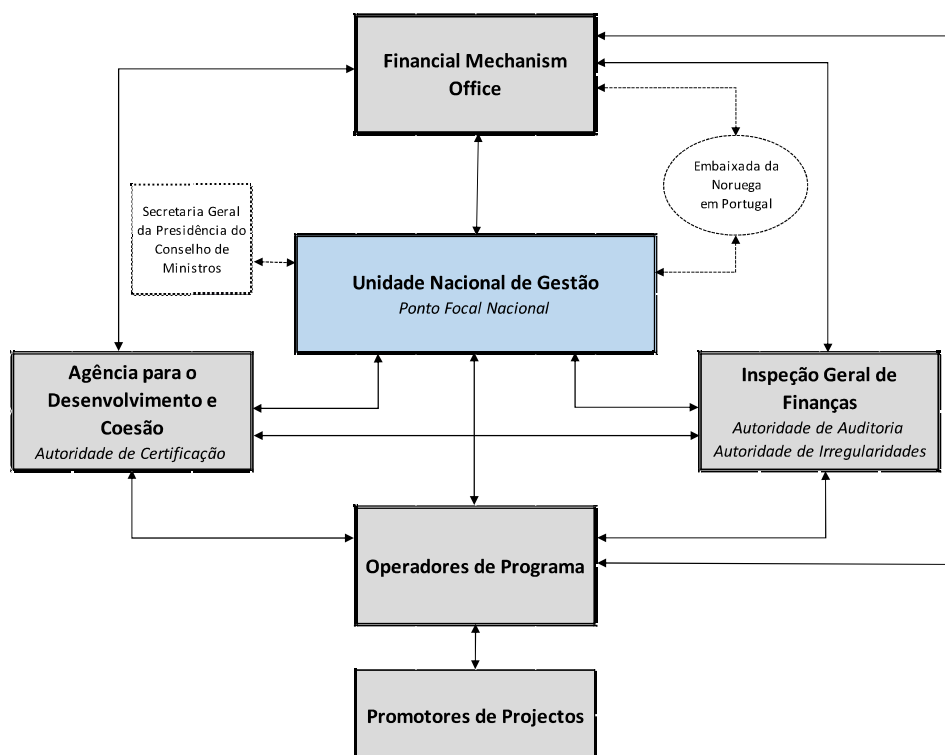 Financial Mechanism
Office
Embaixada da
Noruega
em Portugal
Secretaria Geral
da Presidência do
Conselho de
Ministros
Unidade Nacional de Gestão
Ponto Focal Nacional
Agência para o
Desenvolvimento e
Coesão
Autoridade de Certificação
Inspeção Geral de
Finanças
Autoridade de Auditoria
Autoridade de Irregularidades
Operadores de Programa
Promotores de Projectos